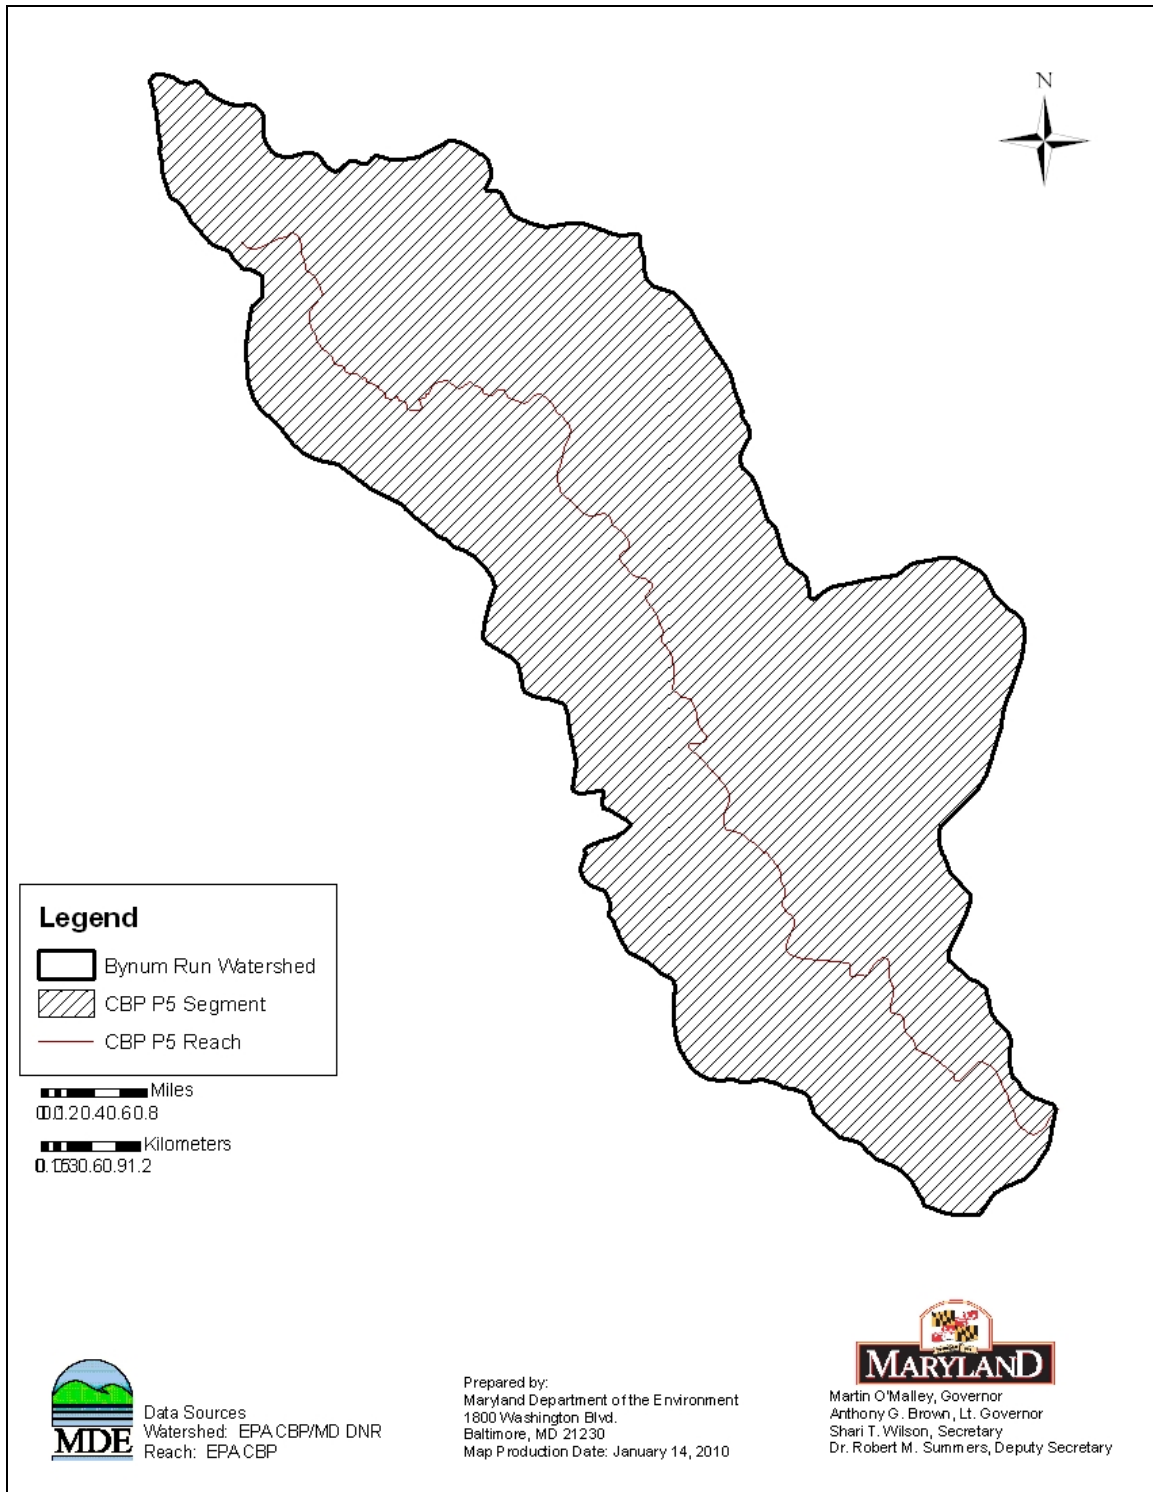 N
Legend
Bynum Run Watershed
CBP P5 Segment
CBP P5 Reach
Miles
Kilometers
MDE
Data Sources
Watershed: EPA CBP/MD DNR
Reach: EPA CBP
Prepared by:
Maryland Department of the Environment
1800 Washington Blvd.
Baltimore, MD 21230
Map Production Date: January 14, 2010
MARYLAND
Martin O'Malley, Governor
Anthony G. Brown, Lt. Governor
Shari T. Wilson, Secretary
Dr. Robert M. Summers, Deputy Secretary